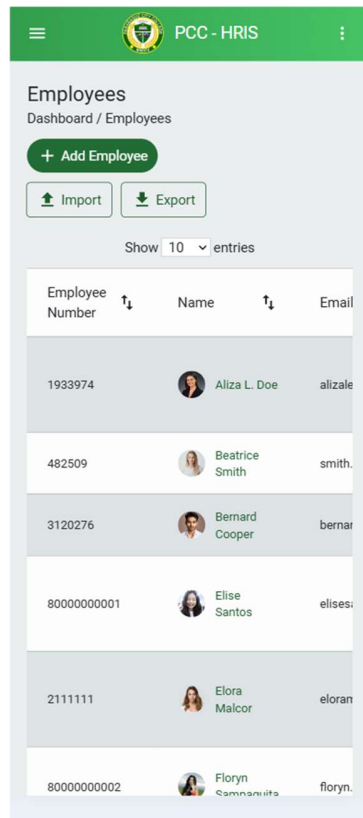 PCC - HRIS
Employees
Dashboard / Employees
+ Add Employee
Import Export
Show 10 entries
Employee
Number
Name
Email
1933974 Aliza L. Doe alizale
482509 Beatrice
Smith smith.
3120276 Bernard
Cooper bernar
80000000001 Elise
Santos elisesa
2111111 Elora
Malcor eloram
80000000002 Floryn
Sampaguita floryn.